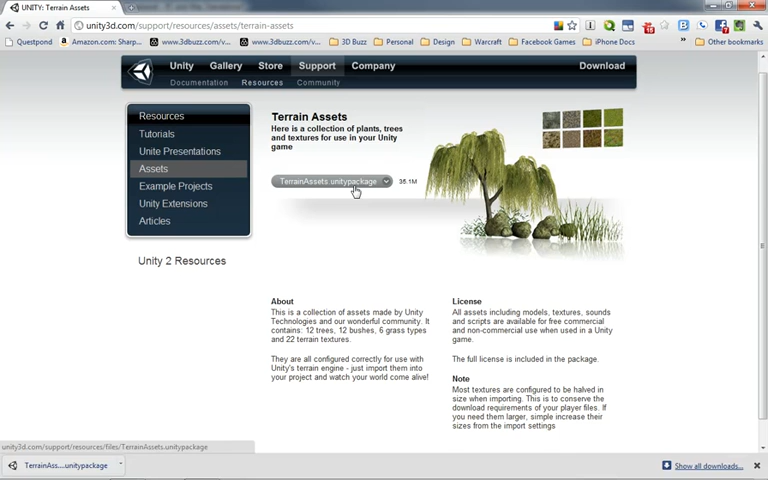 UNITY: Terrain Assets
unity3d.com/support/resources/assets/terrain-assets
Questpond
Amazon.com: Sharp...
www.3dbuzz.com/v...
www.3dbuzz.com/v...
3D Buzz
Personal
Design
Warcraft
Facebook Games
iPhone Docs
Other bookmarks
Unity Gallery Store Support Company Download
Documentation Resources Community
Resources
Tutorials
Unite Presentations
Assets
Example Projects
Unity Extensions
Articles
Unity 2 Resources
Terrain Assets
Here is a collection of plants, trees
and textures for use in your Unity
game
TerrainAssets.unitypackage 35.1M
About
This is a collection of assets made by Unity
Technologies and our wonderful community. It
contains: 12 trees, 12 bushes, 6 grass types
and 22 terrain textures.
They are all configured correctly for use with
Unity's terrain engine - just import them into
your project and watch your world come alive!
License
All assets including models, textures, sounds
and scripts are available for free commercial
and non-commercial use when used in a Unity
game.
The full license is included in the package.
Note
Most textures are configured to be halved in
size when importing. This is to conserve the
download requirements of your player files. If
you need them larger, simple increase their
sizes from the import settings
unity3d.com/support/resources/files/TerrainAssets.unitypackage
TerrainAss....unitypackage
Show all downloads...